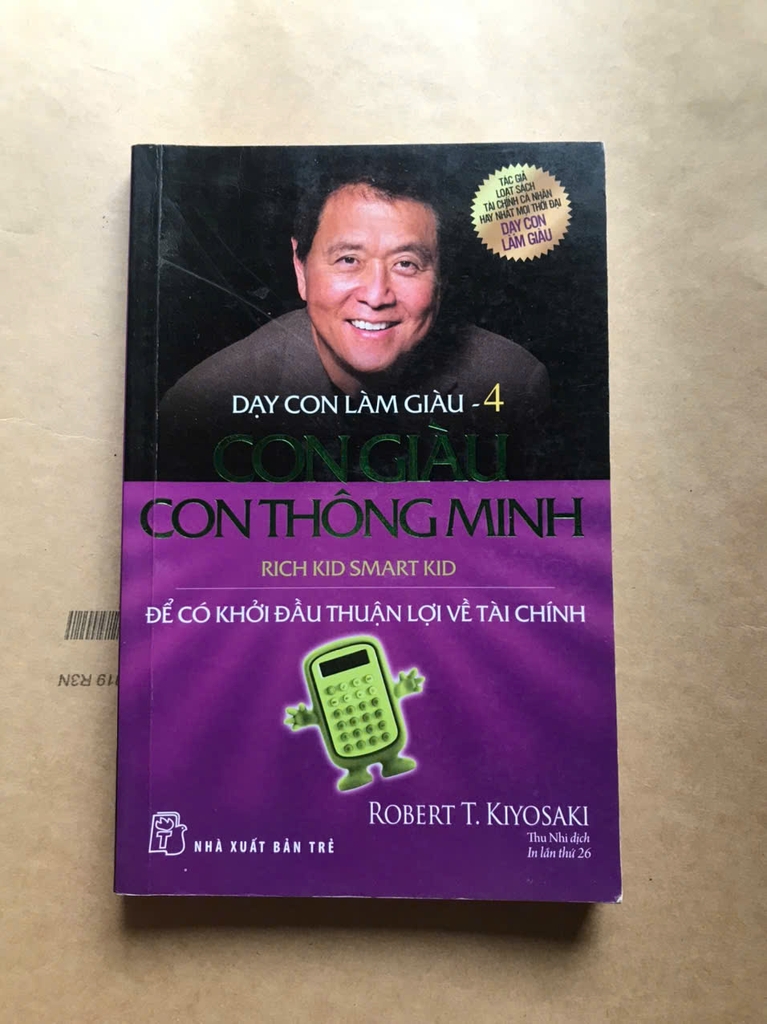 TÁC GIẢ
LOẠT SÁCH
TÀI CHÍNH CÁ NHÂN
HAY NHẤT MỌI THỜI ĐẠI
DẠY CON
LÀM GIÀU
DẠY CON LÀM GIÀU - 4
CON GIÀU
CON THÔNG MINH
RICH KID SMART KID
ĐỂ CÓ KHỞI ĐẦU THUẬN LỢI VỀ TÀI CHÍNH
ROBERT T. KIYOSAKI
Thu Nhi dịch
In lần thứ 26
NHÀ XUẤT BẢN TRẺ